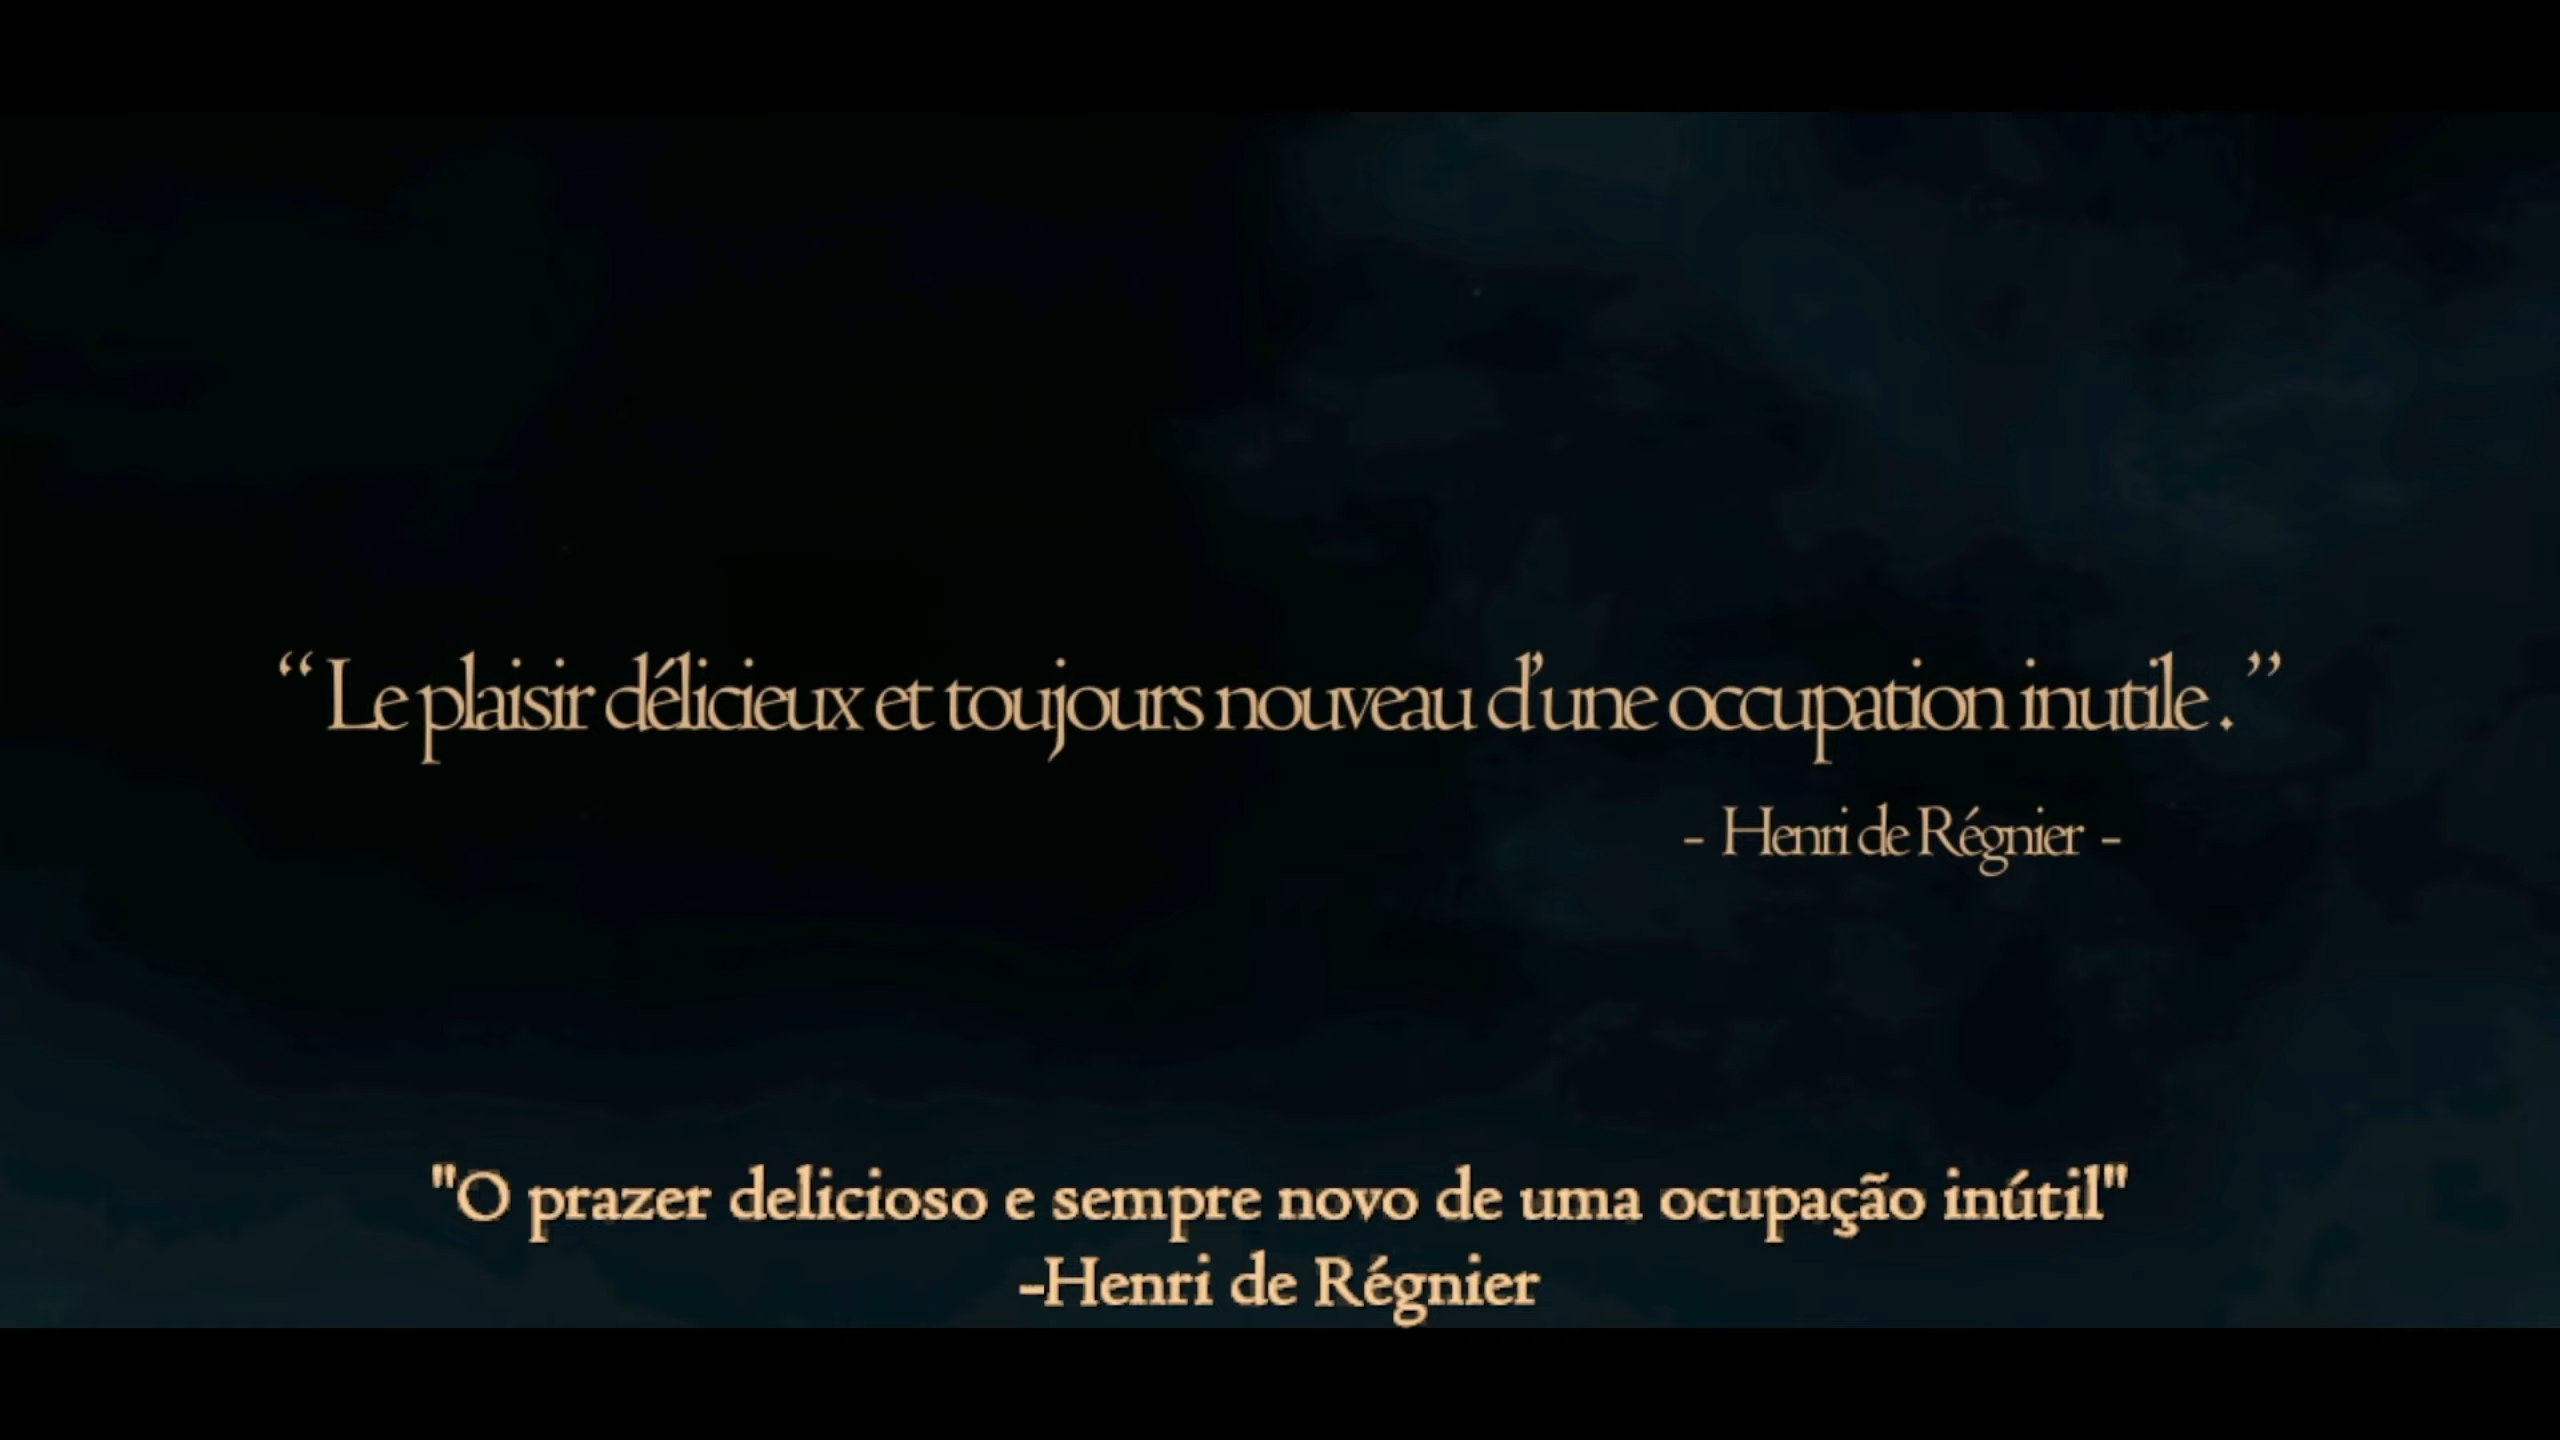 “Le plaisir délicieux et toujours nouveau d’une occupation inutile.”
- Henri de Régnier -
"O prazer delicioso e sempre novo de uma ocupação inútil"
-Henri de Régnier